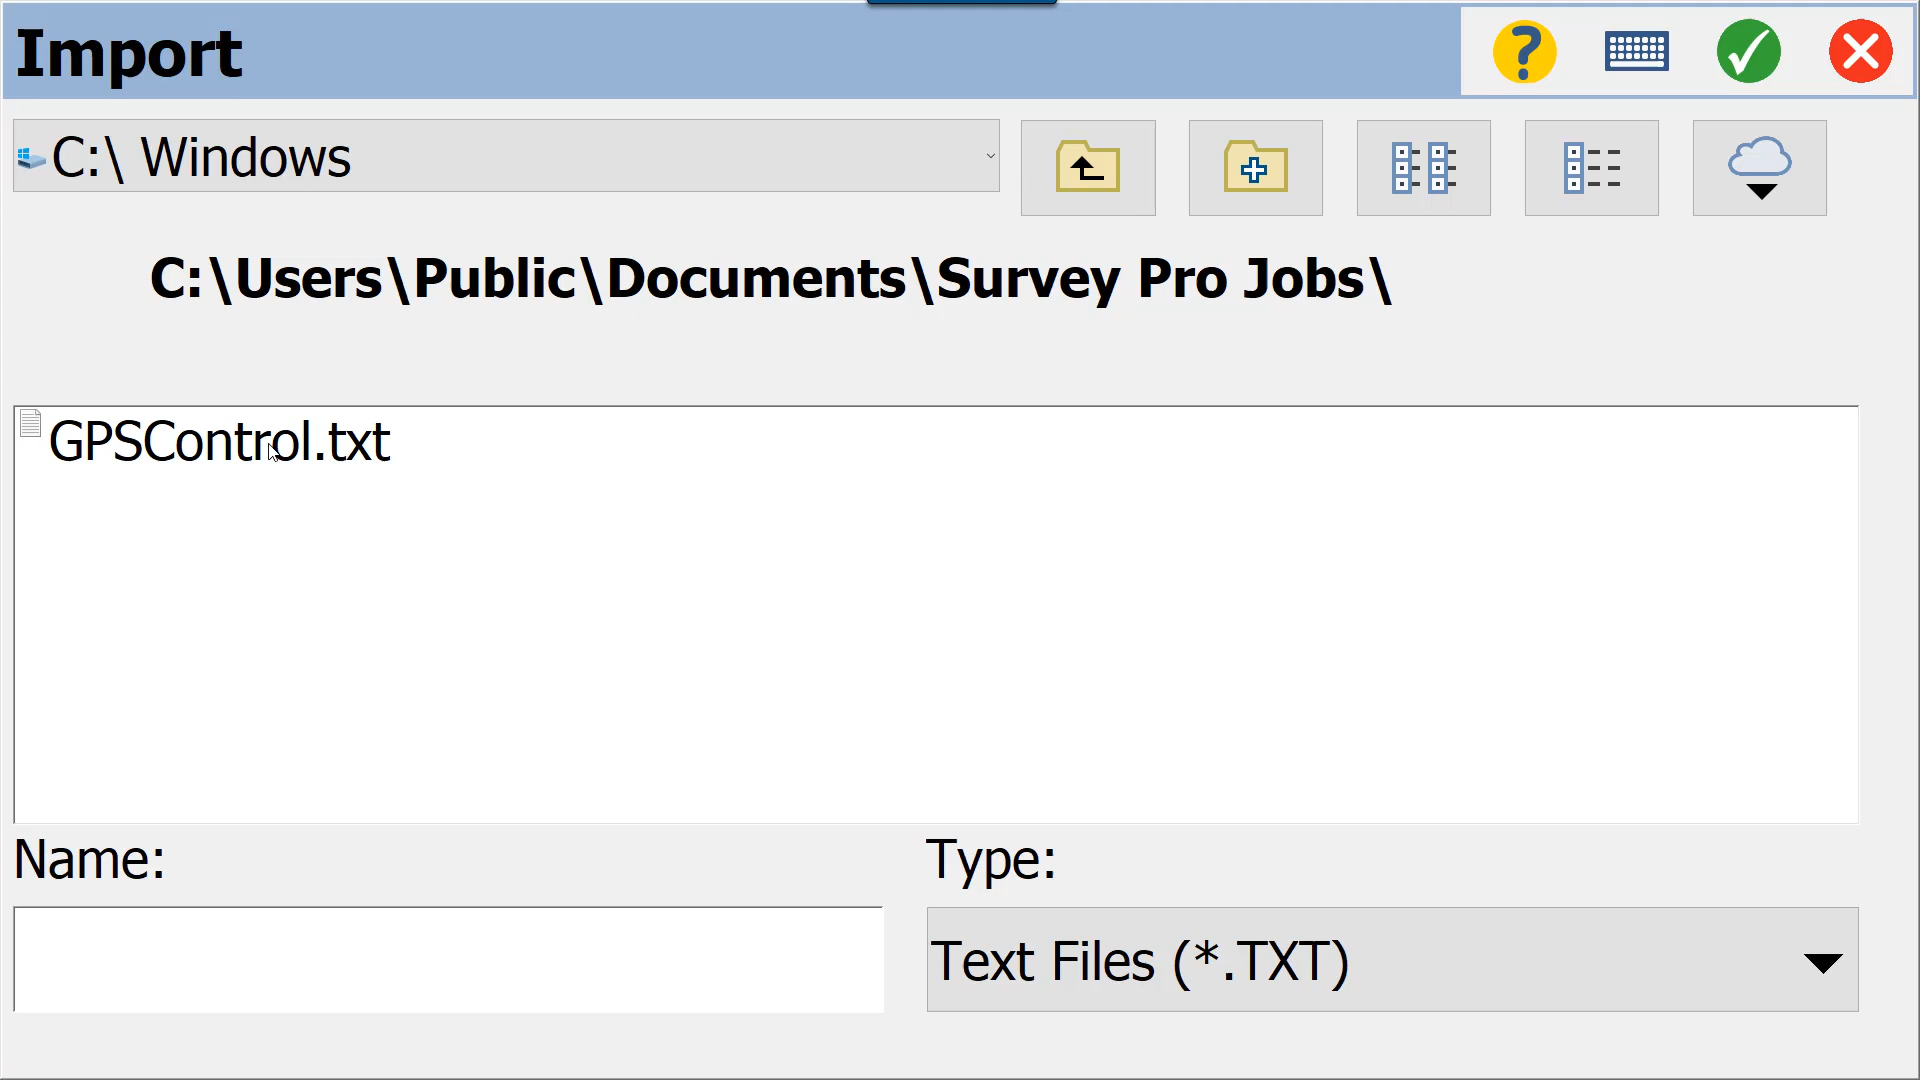 Import
C:\ Windows
C:\Users\Public\Documents\Survey Pro Jobs\
GPSControl.txt
Name:
Type:
Text Files (*.TXT)